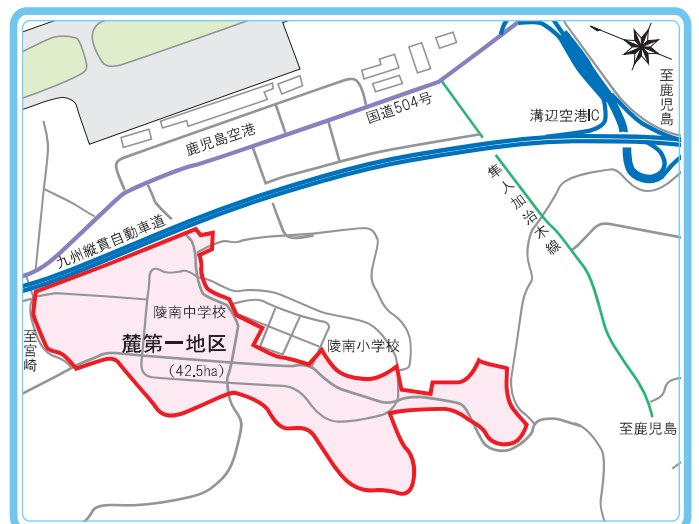 至鹿児島
国道504号
溝辺空港IC
鹿児島空港
隼人加治木線
九州縦貫自動車道
陵南中学校
麓第一地区
(42.5ha)
陵南小学校
至宮崎
至鹿児島